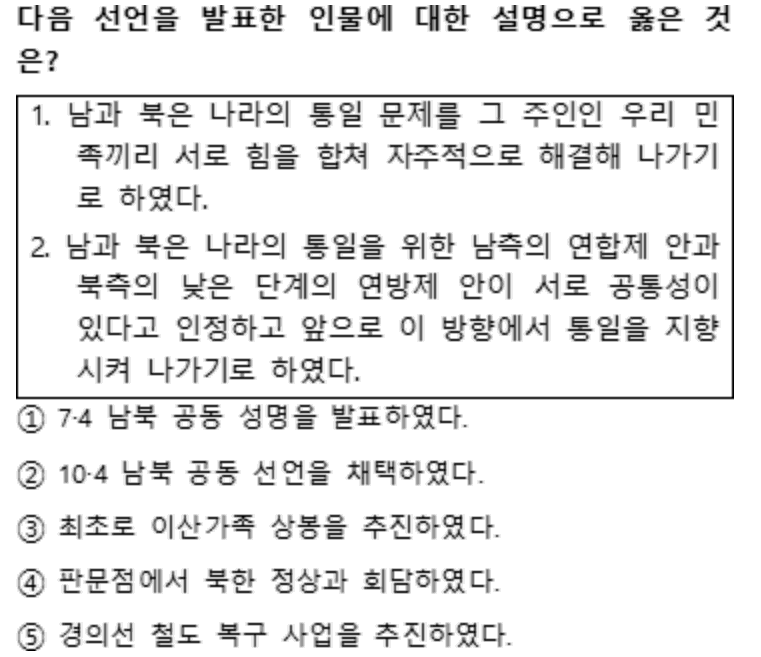 다음 선언을 발표한 인물에 대한 설명으로 옳은 것
은?
1. 남과 북은 나라의 통일 문제를 그 주인인 우리 민
족끼리 서로 힘을 합쳐 자주적으로 해결해 나가기
로 하였다.
2. 남과 북은 나라의 통일을 위한 남측의 연합제 안과
북측의 낮은 단계의 연방제 안이 서로 공통성이
있다고 인정하고 앞으로 이 방향에서 통일을 지향
시켜 나가기로 하였다.
① 7·4 남북 공동 성명을 발표하였다.
② 10·4 남북 공동 선언을 채택하였다.
③ 최초로 이산가족 상봉을 추진하였다.
④ 판문점에서 북한 정상과 회담하였다.
⑤ 경의선 철도 복구 사업을 추진하였다.